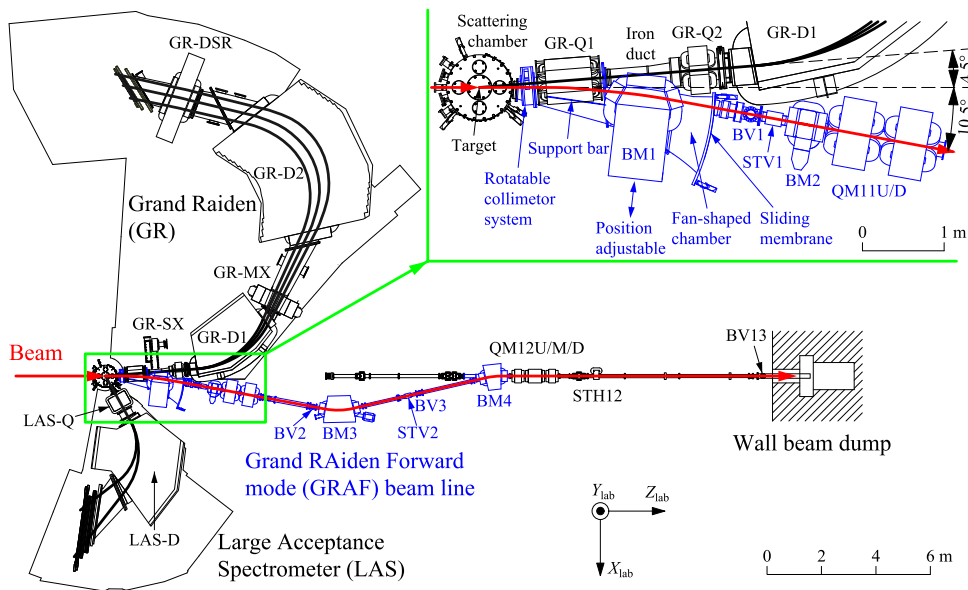 GR-DSR
GR-D2
Grand Raiden
(GR)
GR-MX
GR-SX
GR-D1
Beam
LAS-Q
LAS-D
Large Acceptance
Spectrometer (LAS)
Scattering
chamber
GR-Q1
Iron
duct
GR-Q2
GR-D1
4.5°
10.5°
Target
Support bar
BM1
BV1
STV1
BM2
QM11U/D
Rotatable
collimetor
system
Position
adjustable
Fan-shaped
chamber
Sliding
membrane
0 1 m
QM12U/M/D
BV13
BV2
BM3
STV2
BV3
BM4
STH12
Wall beam dump
Grand RAiden Forward
mode (GRAF) beam line
Ylab
Zlab
Xlab
0 2 4 6 m